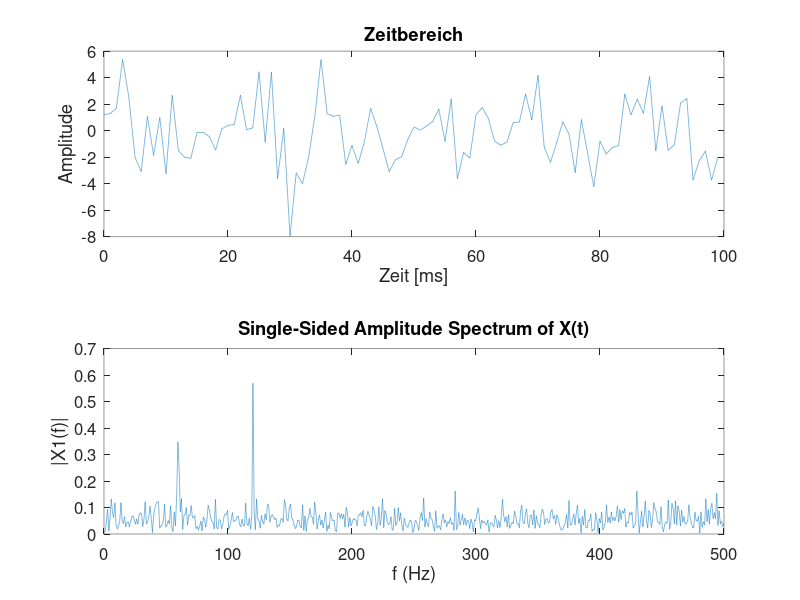 Zeitbereich
Amplitude
6
4
2
0
-2
-4
-6
-8
0 20 40 60 80 100
Zeit [ms]
Single-Sided Amplitude Spectrum of X(t)
|X1(f)|
0.7
0.6
0.5
0.4
0.3
0.2
0.1
0
0 100 200 300 400 500
f (Hz)